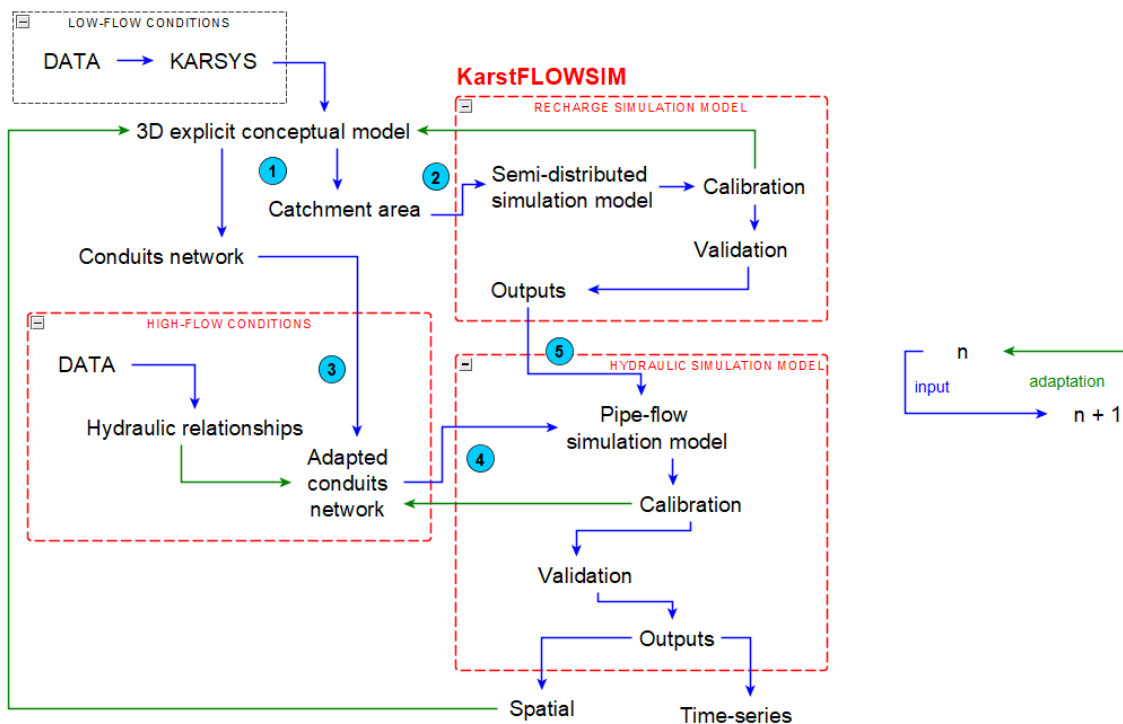 LOW-FLOW CONDITIONS
DATA
KARSYS
KarstFLOWSIM
RECHARGE SIMULATION MODEL
3D explicit conceptual model
1
2
Semi-distributed
simulation model
Calibration
Catchment area
Validation
Conduits network
Outputs
HIGH-FLOW CONDITIONS
DATA
3
5
HYDRAULIC SIMULATION MODEL
n
input
adaptation
n + 1
Hydraulic relationships
Pipe-flow
simulation model
4
Adapted
conduits
network
Calibration
Validation
Outputs
Spatial
Time-series